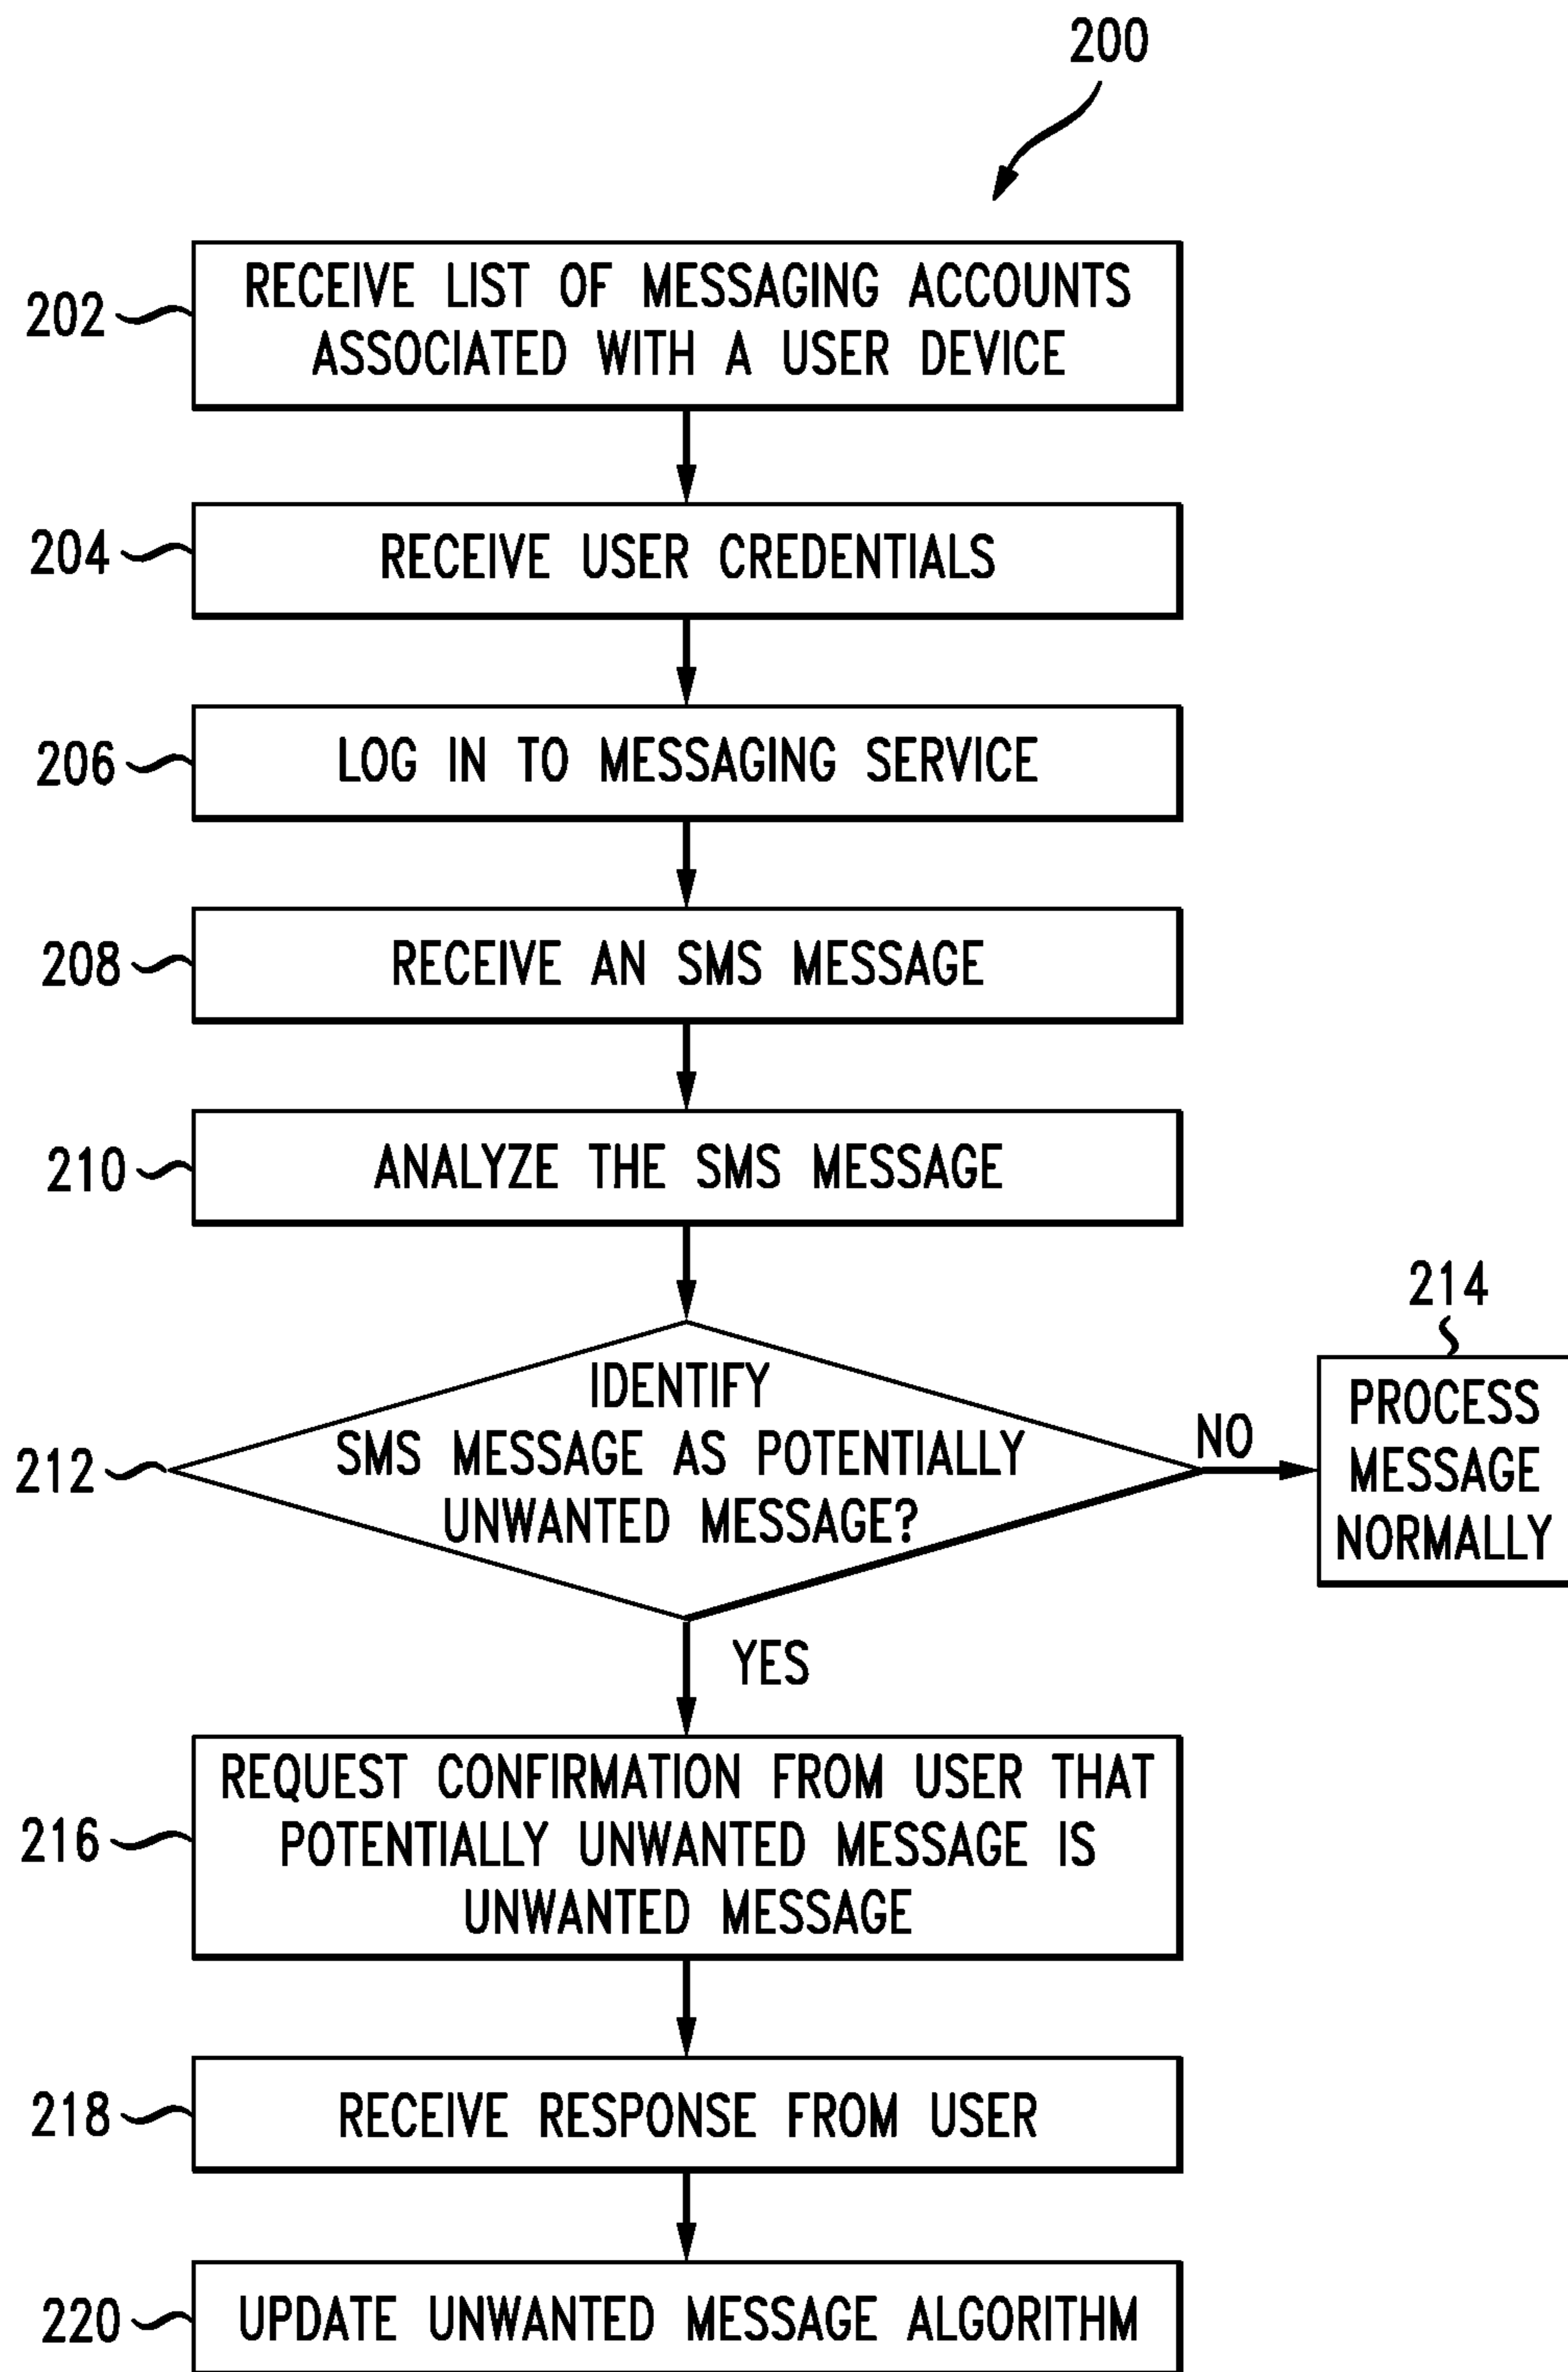 200
202
RECEIVE LIST OF MESSAGING ACCOUNTS
ASSOCIATED WITH A USER DEVICE
204
RECEIVE USER CREDENTIALS
206
LOG IN TO MESSAGING SERVICE
208
RECEIVE AN SMS MESSAGE
210
ANALYZE THE SMS MESSAGE
212
IDENTIFY
SMS MESSAGE AS POTENTIALLY
UNWANTED MESSAGE?
NO
214
PROCESS
MESSAGE
NORMALLY
YES
216
REQUEST CONFIRMATION FROM USER THAT
POTENTIALLY UNWANTED MESSAGE IS
UNWANTED MESSAGE
218
RECEIVE RESPONSE FROM USER
220
UPDATE UNWANTED MESSAGE ALGORITHM